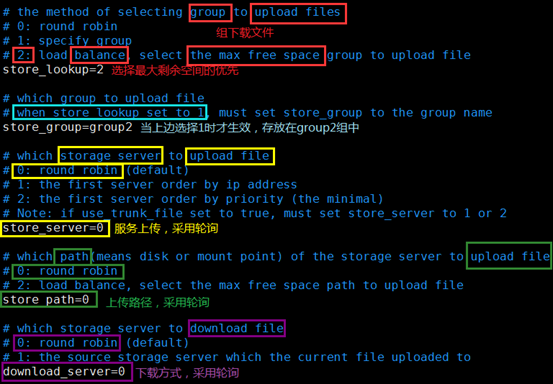 # the method of selecting group to upload files
组下载文件
# 0: round robin
# 1: specify group
# 2: load balance, select the max free space group to upload file
store_lookup=2 选择最大剩余空间的优先
# which group to upload file
# when store_lookup set to 1, must set store_group to the group name
store_group=group2 当上边选择1时才生效，存放在group2组中
# which storage server to upload file
# 0: round robin (default)
# 1: the first server order by ip address
# 2: the first server order by priority (the minimal)
# Note: if use_trunk_file set to true, must set store_server to 1 or 2
store_server=0 服务上传，采用轮词
# which path(means disk or mount point) of the storage server to upload file
# 0: round robin
# 2: load balance, select the max free space path to upload file
store_path=0 上传路径，采用轮词
# which storage server to download file
# 0: round robin (default)
# 1: the source storage server which the current file uploaded to
download_server=0 下载方式，采用轮词